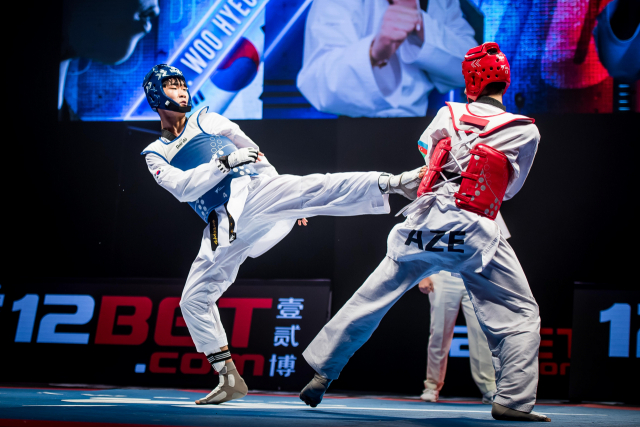 WOO HYEO
AZE
12BET
.com
壹
贰
博
12